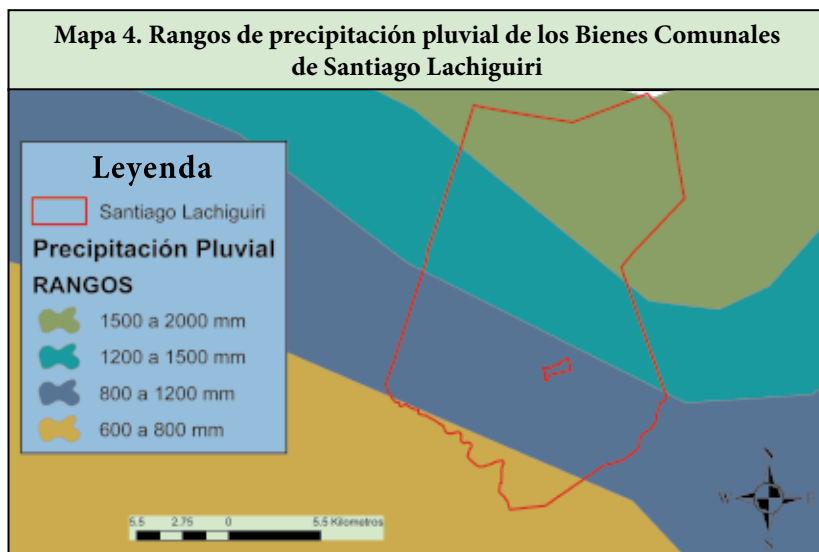 Mapa 4. Rangos de precipitación pluvial de los Bienes Comunales
de Santiago Lachiguiri
Leyenda
Santiago Lachiguiri
Precipitación Pluvial
RANGOS
1500 a 2000 mm
1200 a 1500 mm
800 a 1200 mm
600 a 800 mm
5.5 2.75 0 5.5 Kilometros
N
W E
S